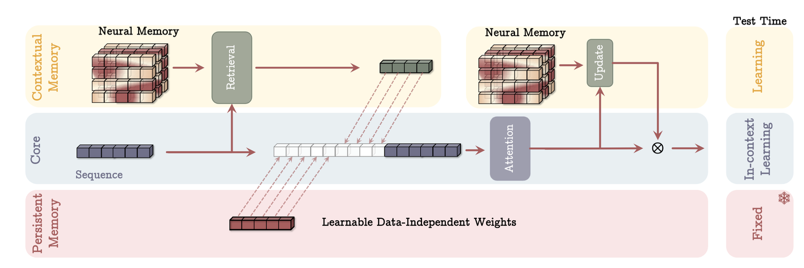 Test Time
Contextual
Memory
Neural Memory
Retrieval
Neural Memory
Update
Learning
Core
Sequence
Attention
In-context
Learning
Persistent
Memory
Learnable Data-Independent Weights
Fixed